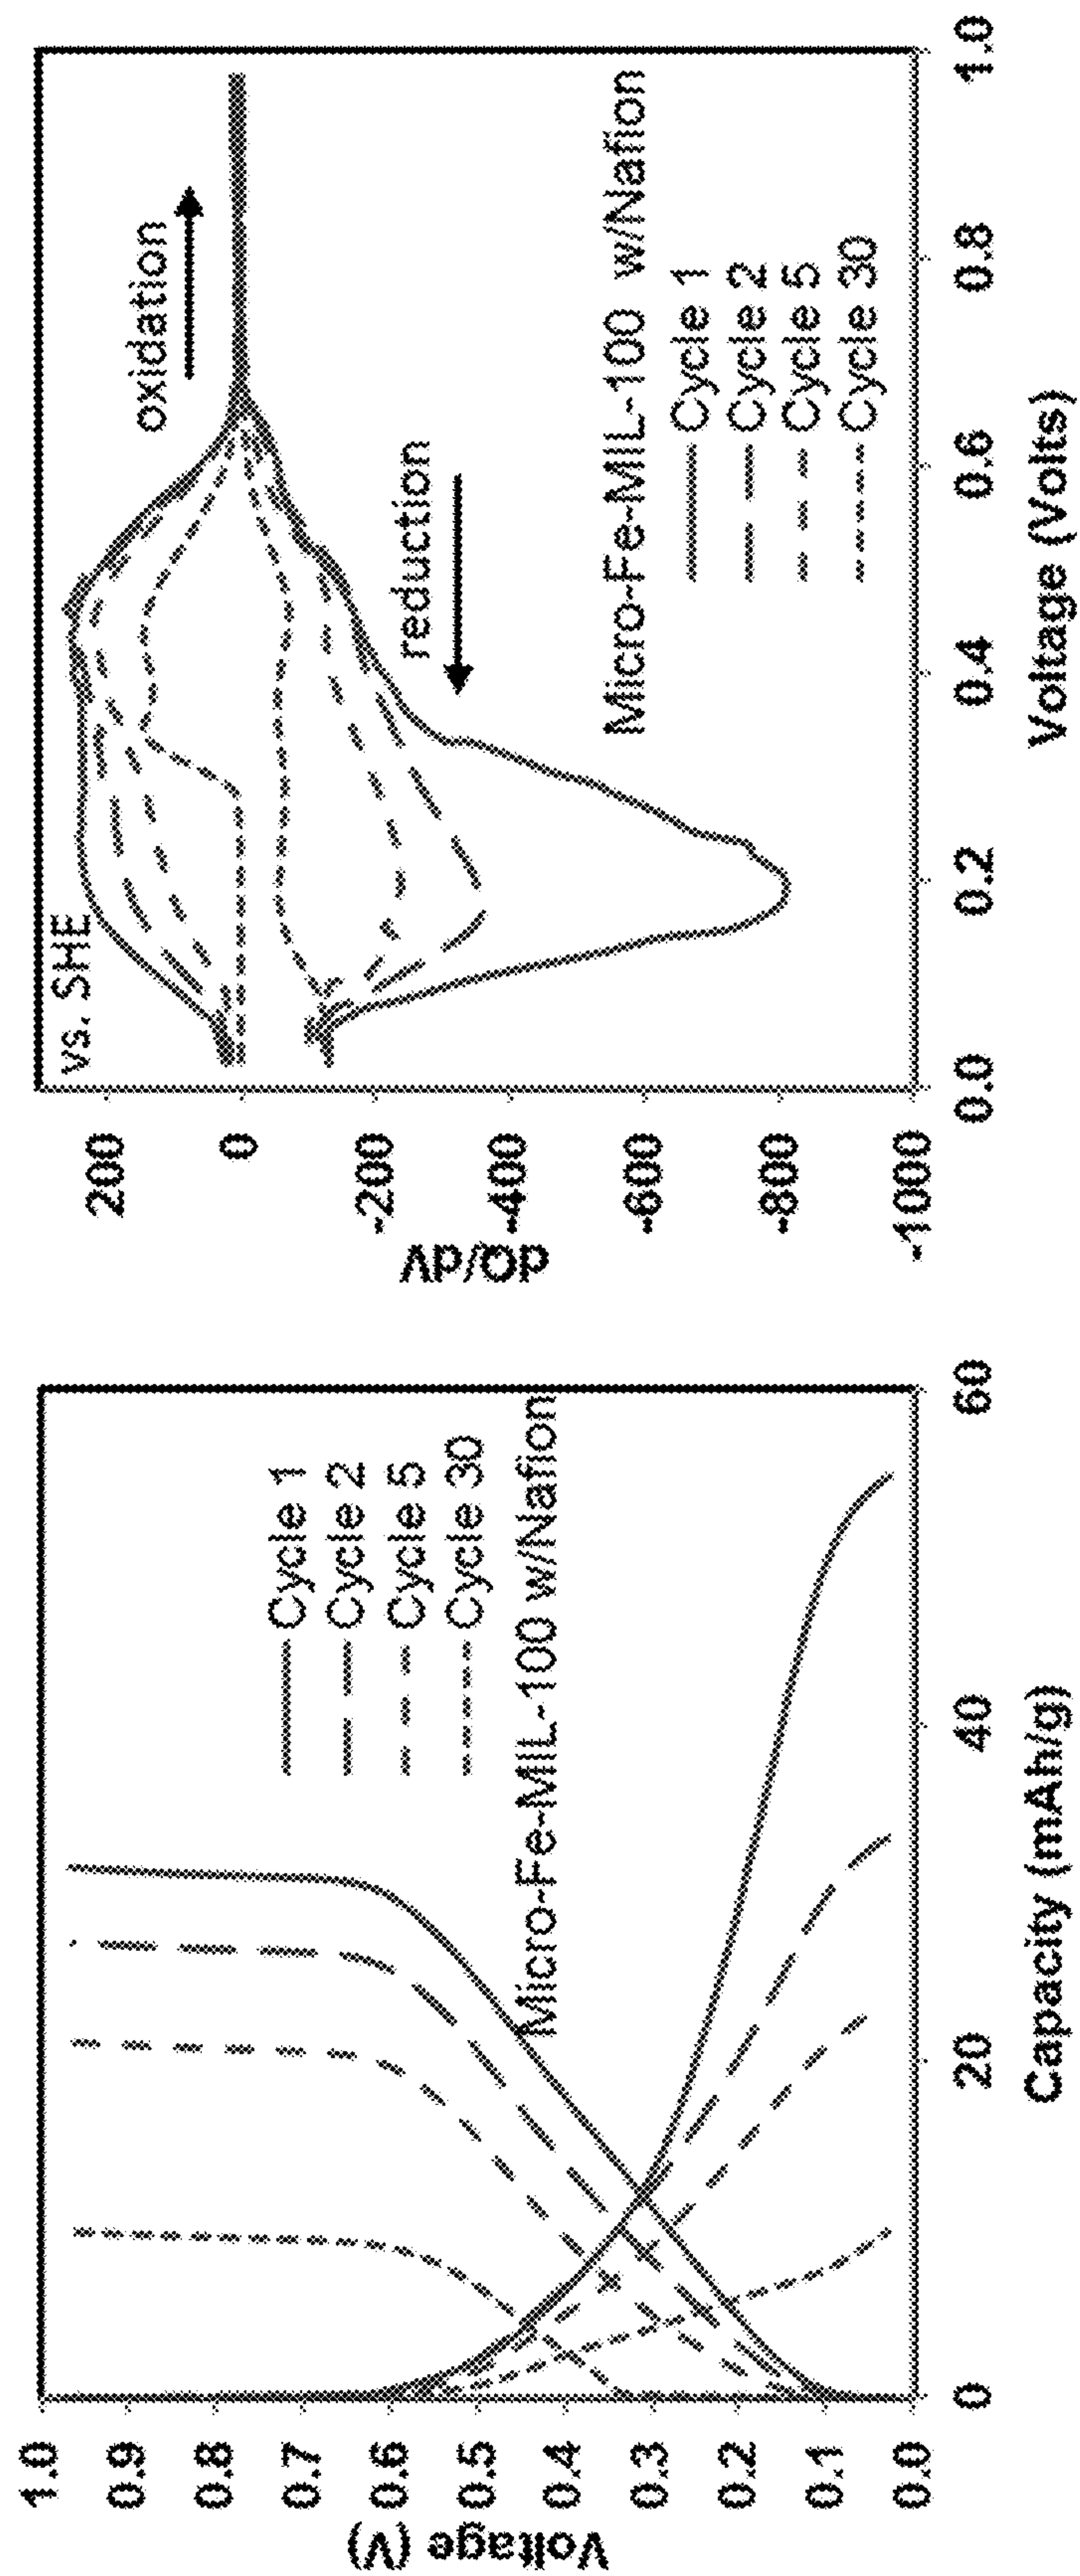 1.0
0.9
0.8
0.7
0.6
0.5
0.4
0.3
0.2
0.1
0.0
Voltage (V)
Cycle 1
Cycle 2
Cycle 5
Cycle 30
Micro-Fe-MIL-100 w/Nafion
0 20 40 60
Capacity (mAh/g)
vs. SHE
oxidation
reduction
200
0
-200
-400
-600
-800
-1000
dQ/dV
Micro-Fe-MIL-100 w/Nafion
Cycle 1
Cycle 2
Cycle 5
Cycle 30
0.0 0.2 0.4 0.6 0.8 1.0
Voltage (Volts)